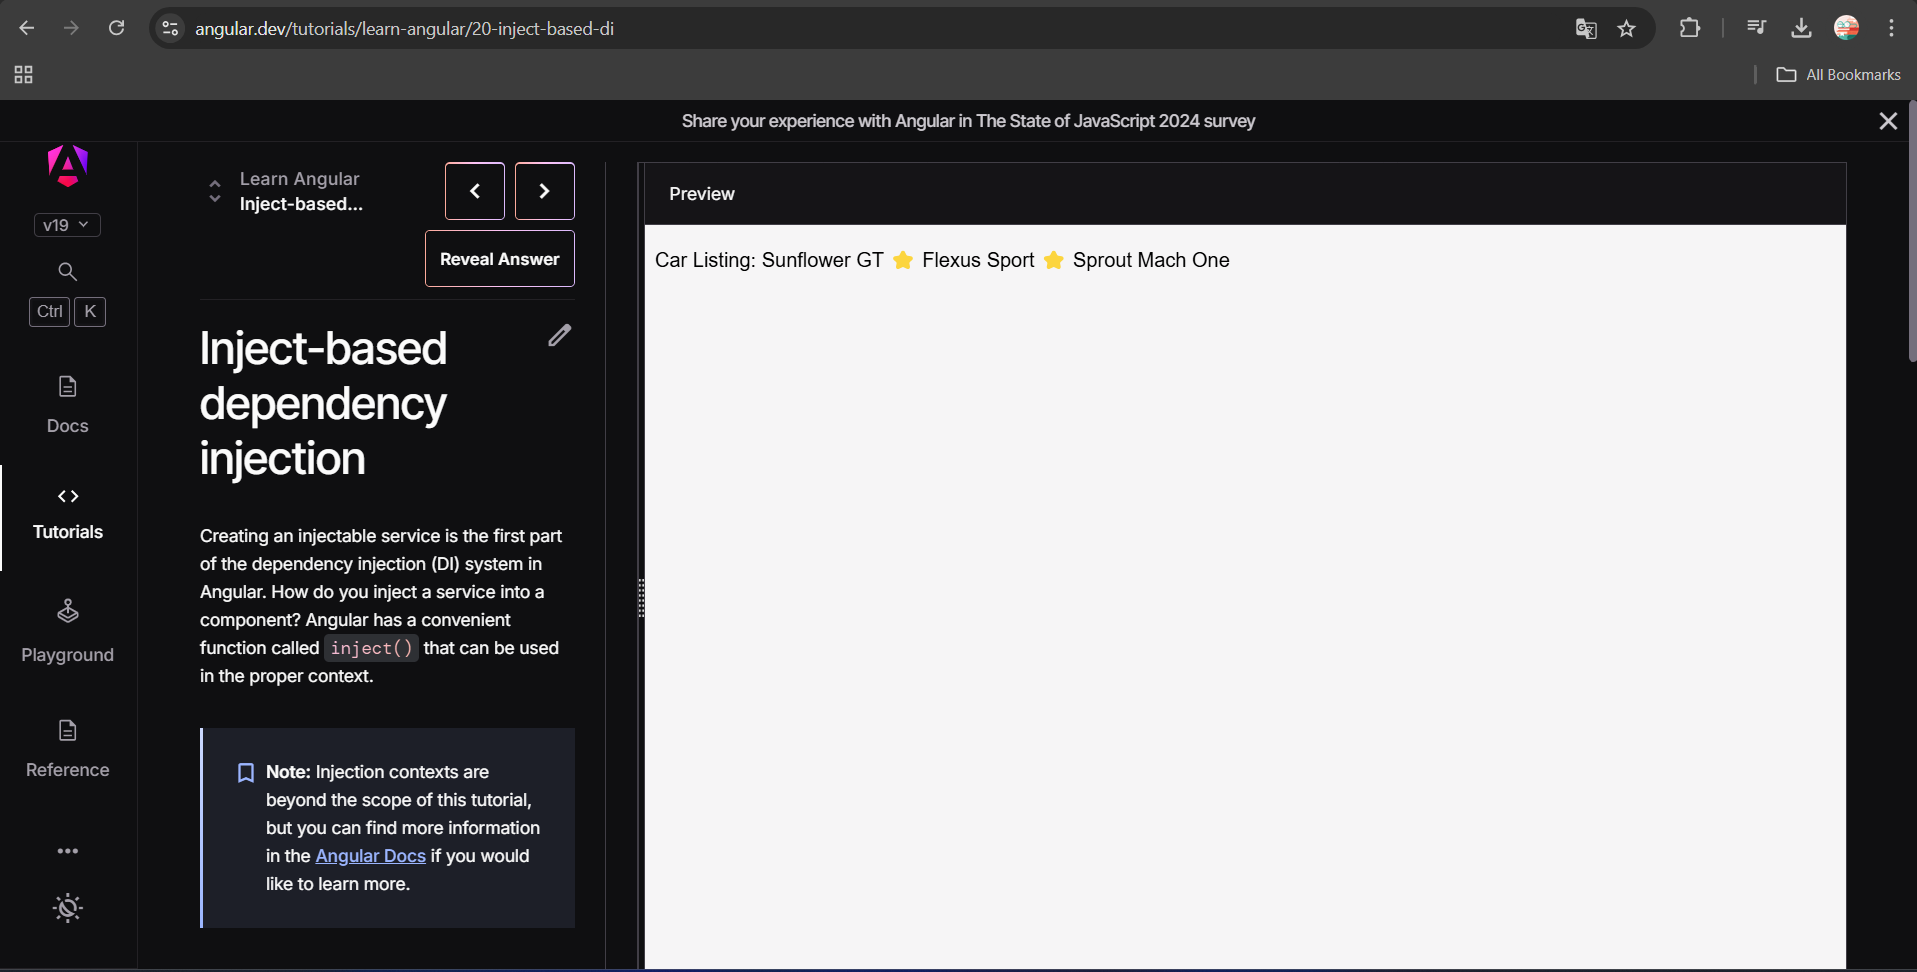 angular.dev/tutorials/learn-angular/20-inject-based-di
All Bookmarks
Share your experience with Angular in The State of JavaScript 2024 survey
v19
Ctrl K
Docs
Tutorials
Playground
Reference
Learn Angular
Inject-based...
Reveal Answer
Inject-based
dependency
injection
Creating an injectable service is the first part
of the dependency injection (DI) system in
Angular. How do you inject a service into a
component? Angular has a convenient
function called inject() that can be used
in the proper context.
Note: Injection contexts are
beyond the scope of this tutorial,
but you can find more information
in the Angular Docs if you would
like to learn more.
Preview
Car Listing: Sunflower GT ⭐ Flexus Sport ⭐ Sprout Mach One